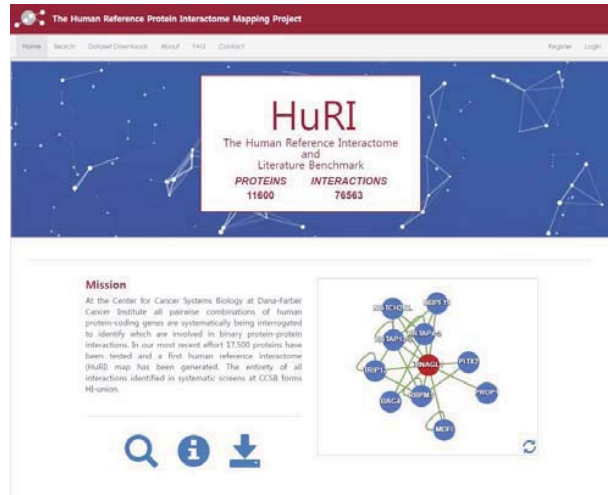 The Human Reference Protein Interactome Mapping Project
Home Search Dataset Download About FAQ Contact Register Login
HuRI
The Human Reference Interactome
and
Literature Benchmark
PROTEINS INTERACTIONS
11600 76563
Mission
At the Center for Cancer Systems Biology at Dana-Farber
Cancer Institute all pairwise combinations of human
protein-coding genes are systematically being interrogated
to identify which are involved in binary protein-protein
interactions. In our most recent effort 17,500 proteins have
been tested and a first human reference interactome
(HuRI) map has been generated. The entirety of all
interactions identified in systematic screens at CCSB forms
HI-union.
TRIP13
PITX2
PROP1
BAG4
RBPMS
MDFI